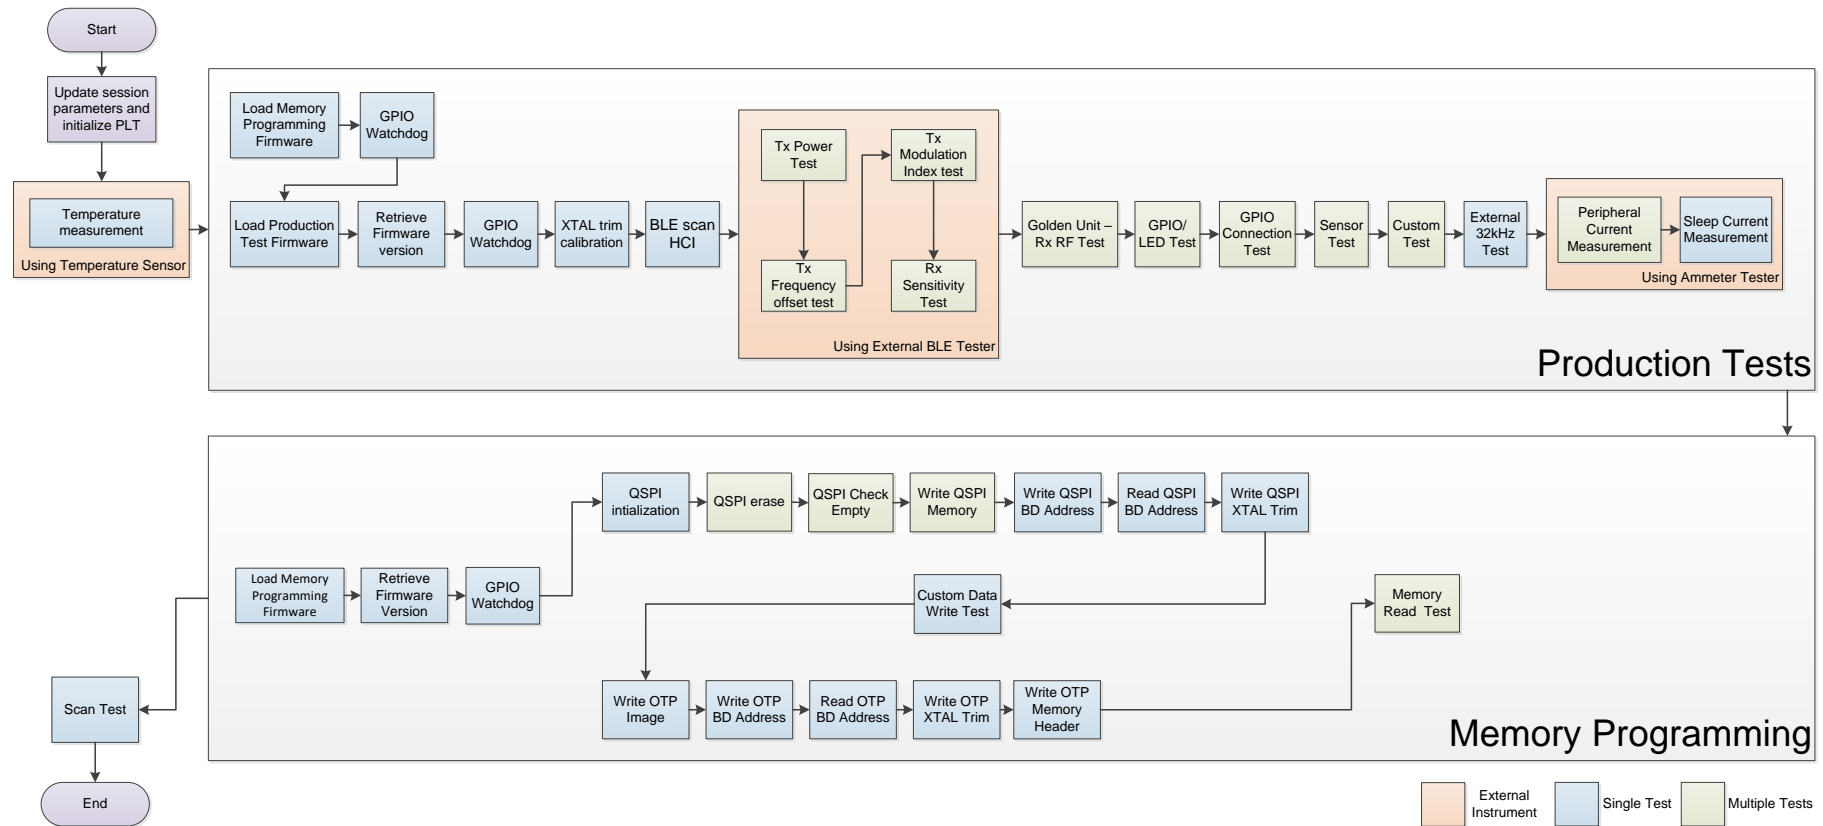 Start
Update session
parameters and
initialize PLT
Temperature
measurement
Using Temperature Sensor
Load Memory
Programming
Firmware
GPIO
Watchdog
Load Production
Test Firmware
Retrieve
Firmware
version
GPIO
Watchdog
XTAL trim
calibration
BLE scan
HCI
Tx Power
Test
Tx
Frequency
offset test
Tx
Modulation
Index test
Rx
Sensitivity
Test
Using External BLE Tester
Golden Unit –
Rx RF Test
GPIO/
LED Test
GPIO
Connection
Test
Sensor
Test
Custom
Test
External
32kHz
Test
Peripheral
Current
Measurement
Sleep Current
Measurement
Using Ammeter Tester
Production Tests
Load Memory
Programming
Firmware
Retrieve
Firmware
Version
GPIO
Watchdog
QSPI
intialization
QSPI erase
QSPI Check
Empty
Write QSPI
Memory
Write QSPI
BD Address
Read QSPI
BD Address
Write QSPI
XTAL Trim
Custom Data
Write Test
Write OTP
Image
Write OTP
BD Address
Read OTP
BD Address
Write OTP
XTAL Trim
Write OTP
Memory
Header
Memory
Read Test
Memory Programming
Scan Test
End
External
Instrument
Single Test
Multiple Tests